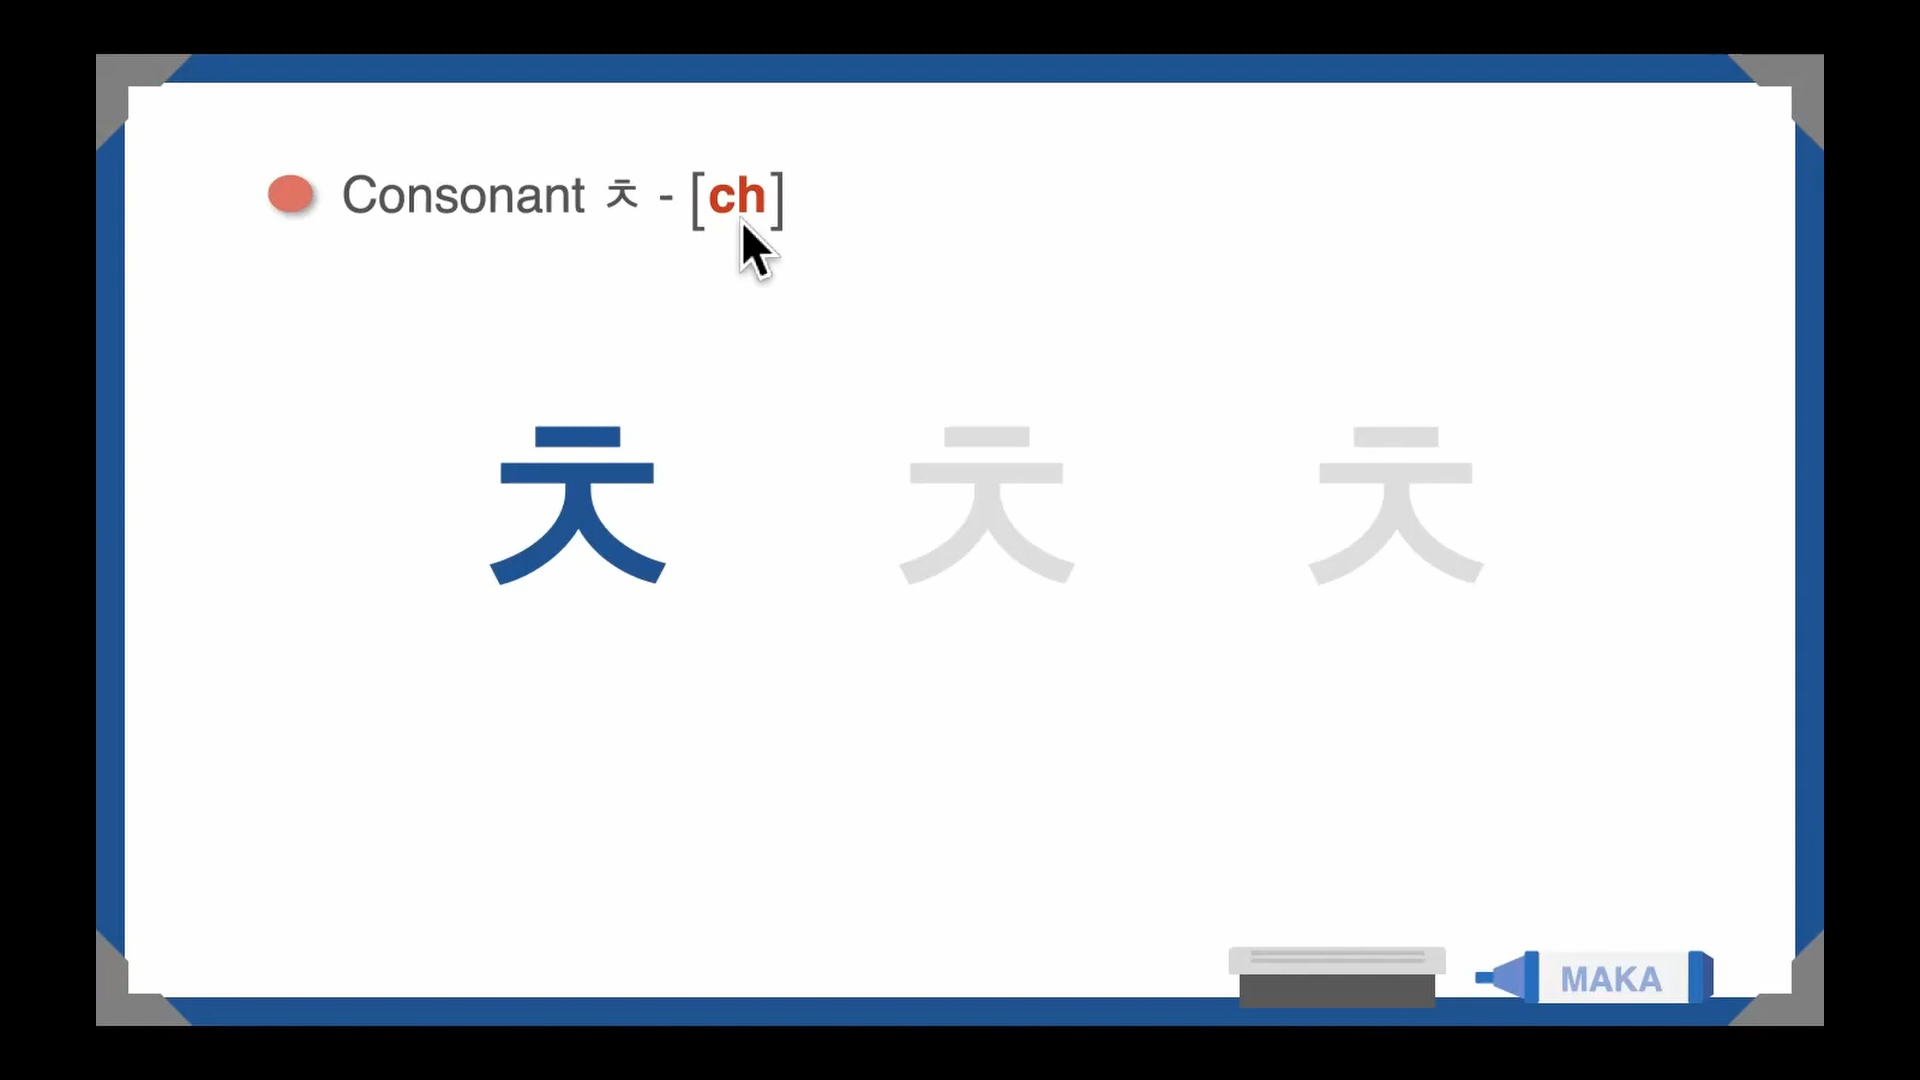 Consonant ㅊ - [ch]
ㅊ ㅊ ㅊ
MAKA